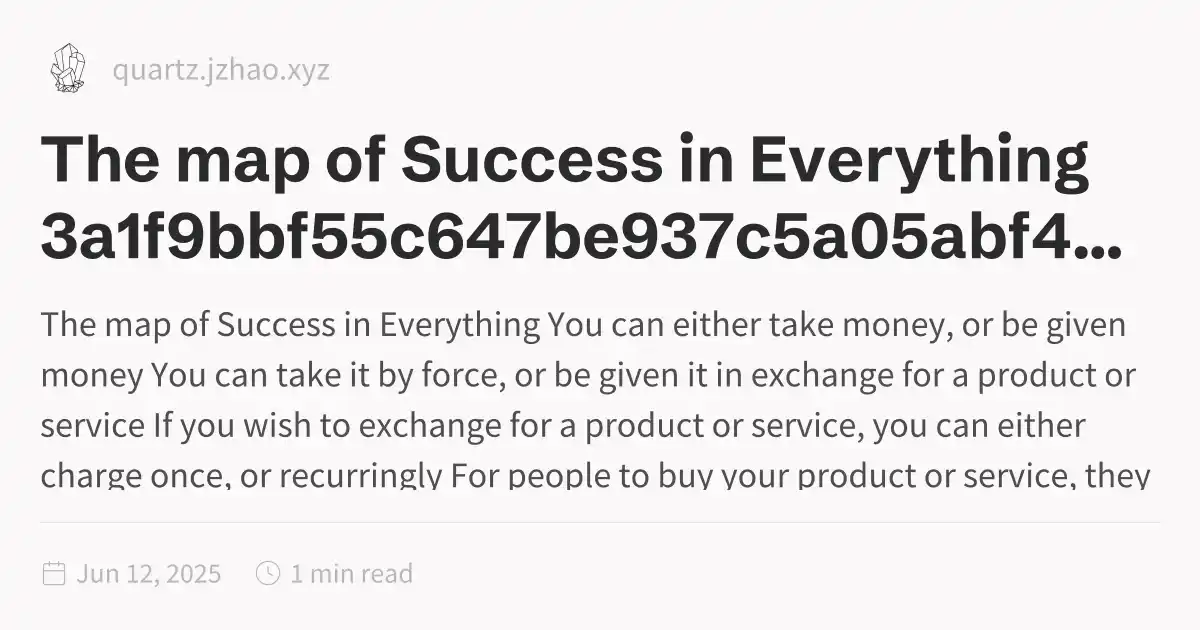 quartz.jzhao.xyz
The map of Success in Everything
3a1f9bbf55c647be937c5a05abf4...
The map of Success in Everything You can either take money, or be given
money You can take it by force, or be given it in exchange for a product or
service If you wish to exchange for a product or service, you can either
charge once, or recurringly For people to buy your product or service, they
Jun 12, 2025
1 min read